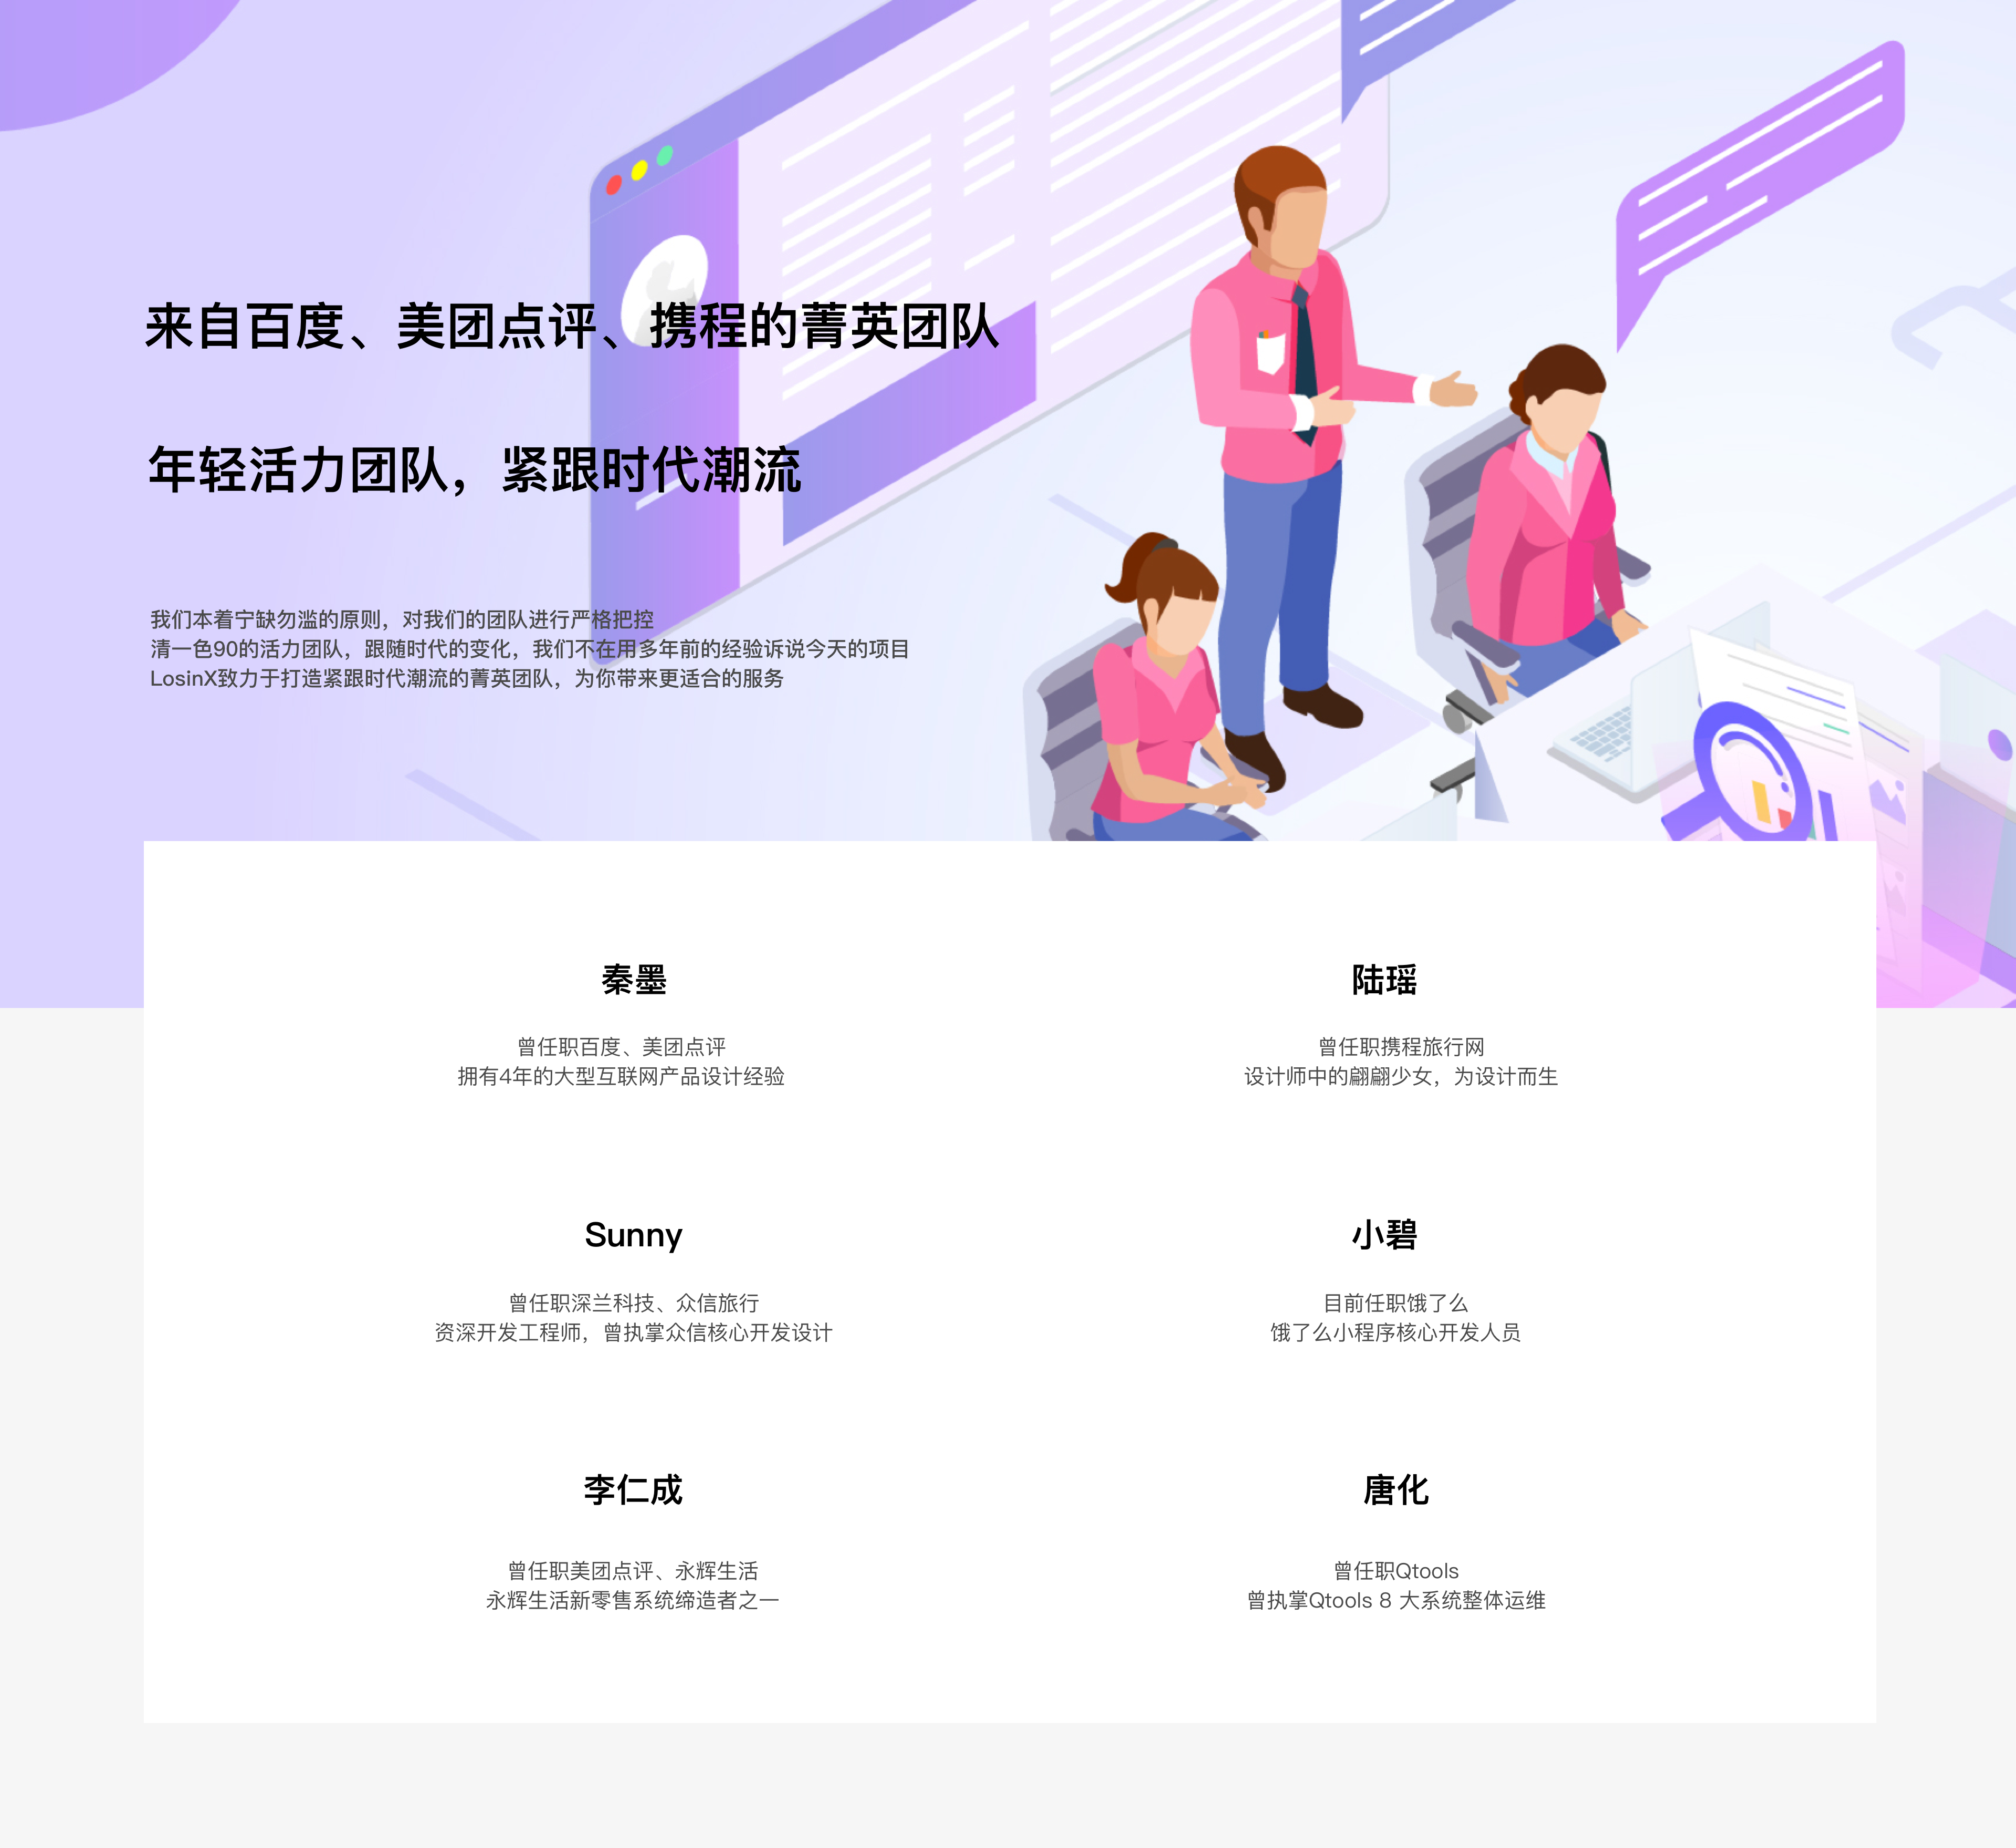 来自百度、美团点评、携程的菁英团队
年轻活力团队，紧跟时代潮流
我们本着宁缺勿滥的原则，对我们的团队进行严格把控
清一色90的活力团队，跟随时代的变化，我们不在用多年前的经验诉说今天的项目
LosinX致力于打造紧跟时代潮流的菁英团队，为你带来更适合的服务
秦墨
曾任职百度、美团点评
拥有4年的大型互联网产品设计经验
陆瑶
曾任职携程旅行网
设计师中的翩翩少女，为设计而生
Sunny
曾任职深兰科技、众信旅行
资深开发工程师，曾执掌众信核心开发设计
小碧
目前任职饿了么
饿了么小程序核心开发人员
李仁成
曾任职美团点评、永辉生活
永辉生活新零售系统缔造者之一
唐化
曾任职Qtools
曾执掌Qtools 8 大系统整体运维